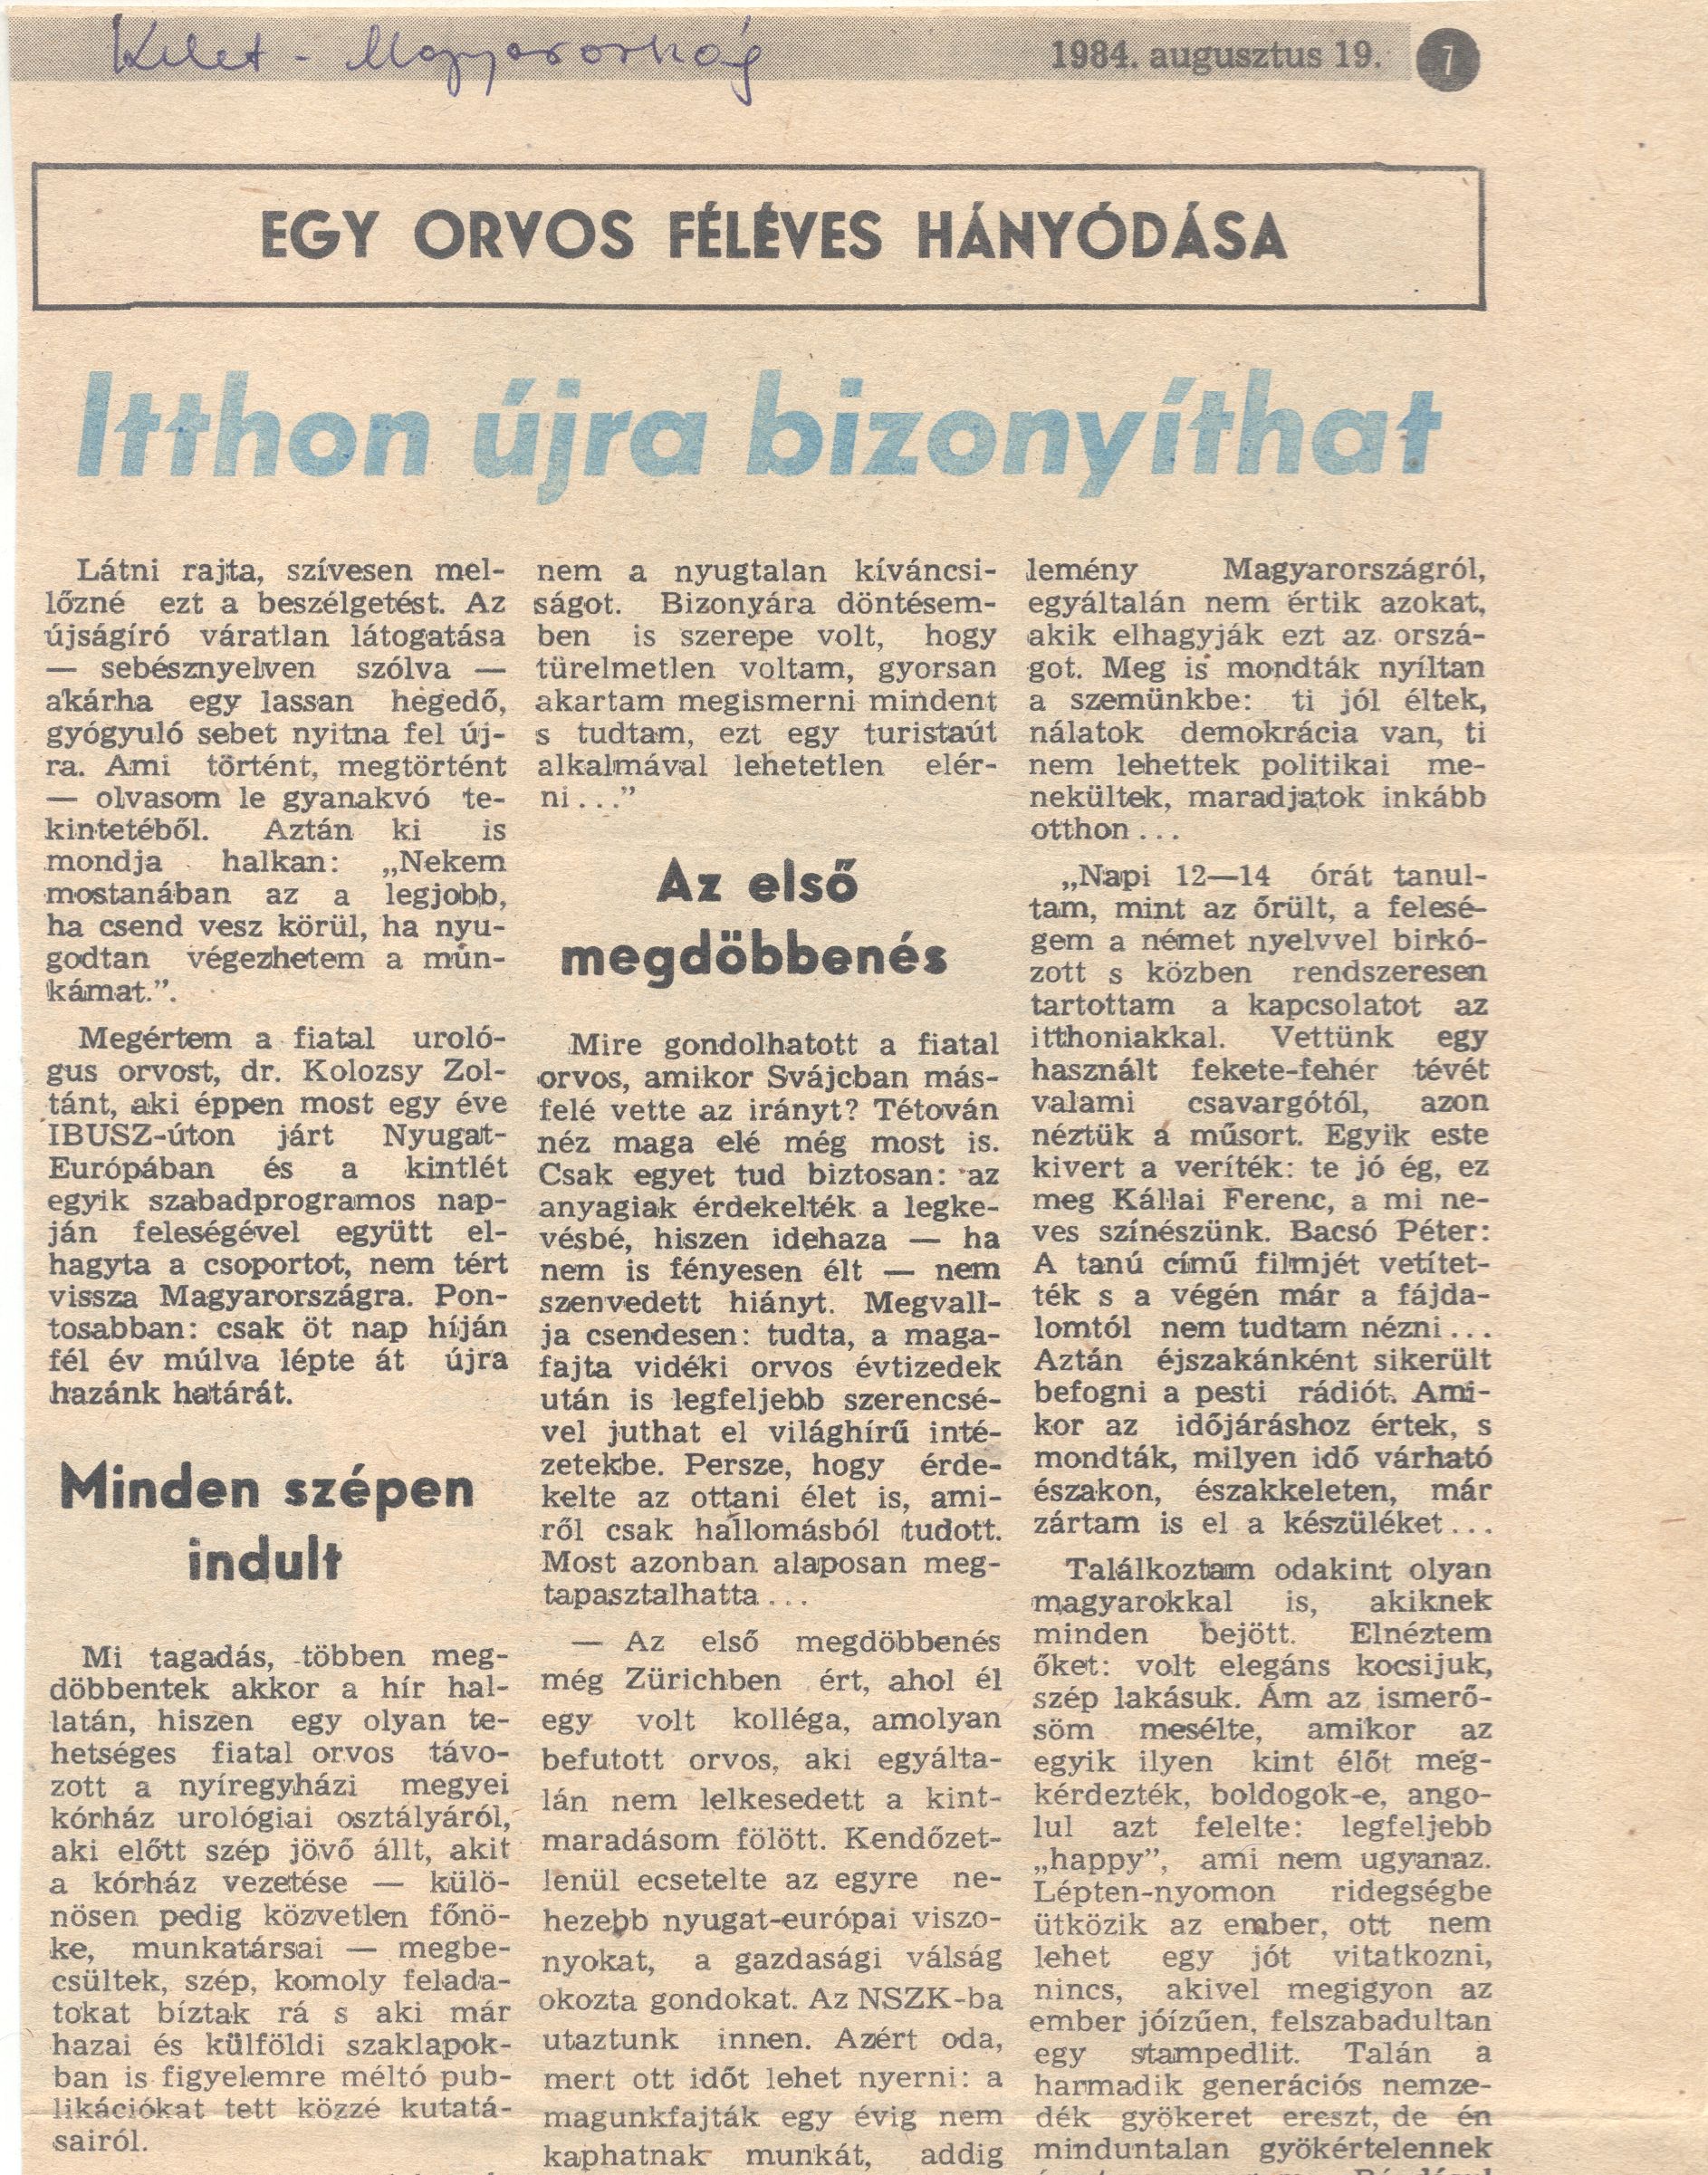 Kelet - Magyarország
1984. augusztus 19.
7
EGY ORVOS FÉLÉVES HÁNYÓDÁSA
Itthon újra bizonyíthat
Látni rajta, szívesen mel-
lőzné ezt a beszélgetést. Az
újságíró váratlan látogatása
— sebésznyelven szólva —
akárha egy lassan hegedő,
gyógyuló sebet nyitna fel új-
ra. Ami történt, megtörtént
— olvasom le gyanakvó te-
kintetéből. Aztán ki is
mondja halkan: „Nekem
mostanában az a legjobb,
ha csend vesz körül, ha nyu-
godtan végezhetem a mun-
kámat.”.
Megértem a fiatal uroló-
gus orvost, dr. Kolozsy Zol-
tánt, aki éppen most egy éve
IBUSZ-úton járt Nyugat-
Európában és a kintlét
egyik szabadprogramos nap-
ján feleségével együtt el-
hagyta a csoportot, nem tért
vissza Magyarországra. Pon-
tosabban: csak öt nap híján
fél év múlva lépte át újra
hazánk határát.
Minden szépen
indult
Mi tagadás, többen meg-
döbbentek akkor a hír hal-
latán, hiszen egy olyan te-
hetséges fiatal orvos távo-
zott a nyíregyházi megyei
kórház urológiai osztályáról,
aki előtt szép jövő állt, akit
a kórház vezetése — külö-
nösen pedig közvetlen főnö-
ke, munkatársai — megbe-
csültek, szép, komoly felada-
tokat bíztak rá s aki már
hazai és külföldi szaklapok-
ban is figyelemre méltó pub-
likációkat tett közzé kutatá-
sairól.
nem a nyugtalan kíváncsi-
ságot. Bizonyára döntésem-
ben is szerepe volt, hogy
türelmetlen voltam, gyorsan
akartam megismerni mindent
s tudtam, ezt egy turistaút
alkalmával lehetetlen elér-
ni...”
Az első
megdöbbenés
Mire gondolhatott a fiatal
orvos, amikor Svájcban más-
felé vette az irányt? Tétován
néz maga elé még most is.
Csak egyet tud biztosan: az
anyagiak érdekelték a legke-
vésbé, hiszen idehaza — ha
nem is fényesen élt — nem
szenvedett hiányt. Megvall-
ja csendesen: tudta, a maga-
fajta vidéki orvos évtizedek
után is legfeljebb szerencsé-
vel juthat el világhírű inté-
zetekbe. Persze, hogy érde-
kelte az ottani élet is, ami-
ről csak hallomásból tudott.
Most azonban alaposan meg-
tapasztalhatta...
— Az első megdöbbenés
még Zürichben ért, ahol él
egy volt kolléga, amolyan
befutott orvos, aki egyálta-
lán nem lelkesedett a kint-
maradásom fölött. Kendőzet-
lenül ecsetelte az egyre ne-
hezebb nyugat-európai viszo-
nyokat, a gazdasági válság
okozta gondokat. Az NSZK-ba
utaztunk innen. Azért oda,
mert ott időt lehet nyerni: a
magunkfajták egy évig nem
kaphatnak munkát, addig
lemény Magyarországról,
egyáltalán nem értik azokat,
akik elhagyják ezt az orszá-
got. Meg is mondták nyíltan
a szemünkbe: ti jól éltek,
nálatok demokrácia van, ti
nem lehettek politikai me-
nekültek, maradjatok inkább
otthon...
„Napi 12—14 órát tanul-
tam, mint az őrült, a felesé-
gem a német nyelvvel birkó-
zott s közben rendszeresen
tartottam a kapcsolatot az
itthoniakkal. Vettünk egy
használt fekete-fehér tévét
valami csavargótól, azon
néztük a műsort. Egyik este
kivert a veríték: te jó ég, ez
meg Kállai Ferenc, a mi ne-
ves színészünk. Bacsó Péter:
A tanú című filmjét vetítet-
ték s a végén már a fájda-
lomtól nem tudtam nézni...
Aztán éjszakánként sikerült
befogni a pesti rádiót. Ami-
kor az időjáráshoz értek, s
mondták, milyen idő várható
északon, északkeleten, már
zártam is el a készüléket...
Találkoztam odakint olyan
magyarokkal is, akiknek
minden bejött. Elnéztem
őket: volt elegáns kocsijuk,
szép lakásuk. Ám az ismerő-
söm mesélte, amikor az
egyik ilyen kint élőt meg-
kérdezték, boldogok-e, ango-
lul azt felelte: legfeljebb
„happy”, ami nem ugyanaz.
Lépten-nyomon ridegségbe
ütközik az ember, ott nem
lehet egy jót vitatkozni,
nincs, akivel megigyon az
ember jóízűen, felszabadultan
egy stampedlit. Talán a
harmadik generációs nemze-
dék gyökeret ereszt, de én
minduntalan gyökértelennek